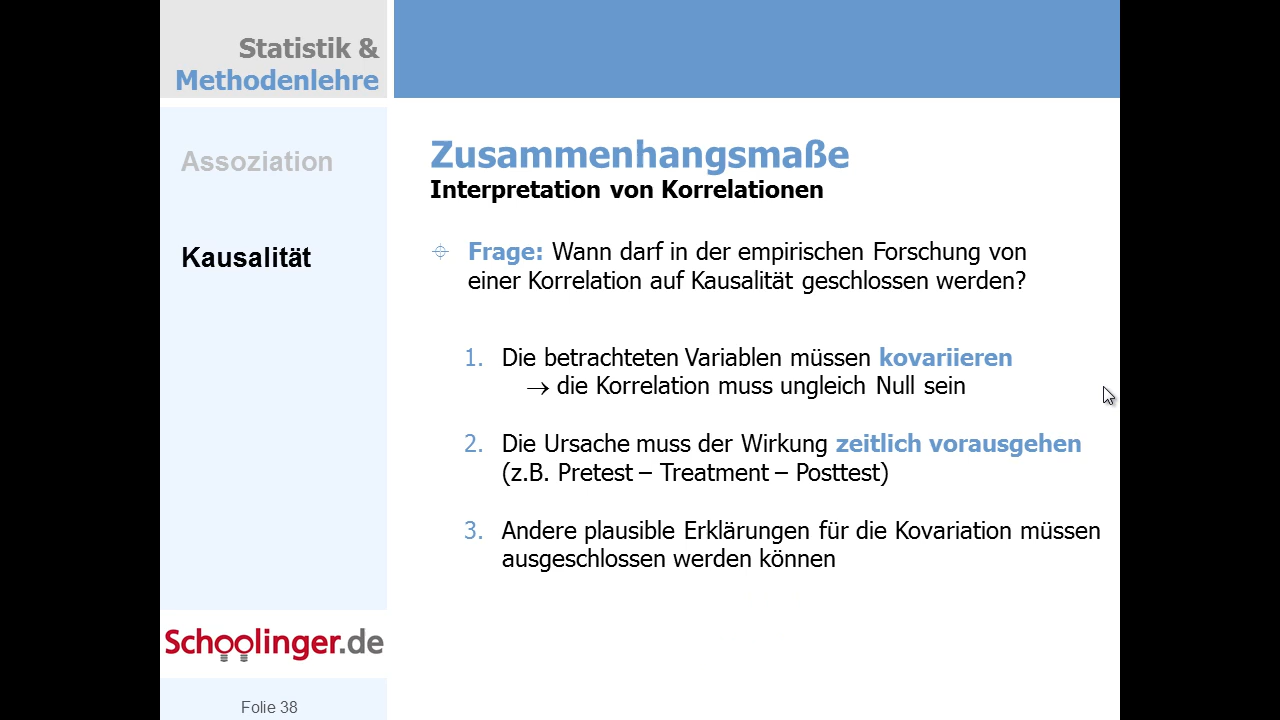 Statistik &
Methodenlehre
Assoziation
Kausalität
Zusammenhangsmaße
Interpretation von Korrelationen
Frage: Wann darf in der empirischen Forschung von
einer Korrelation auf Kausalität geschlossen werden?
1. Die betrachteten Variablen müssen kovariieren
→ die Korrelation muss ungleich Null sein
2. Die Ursache muss der Wirkung zeitlich vorausgehen
(z.B. Pretest – Treatment – Posttest)
3. Andere plausible Erklärungen für die Kovariation müssen
ausgeschlossen werden können
Schoolinger.de
Folie 38